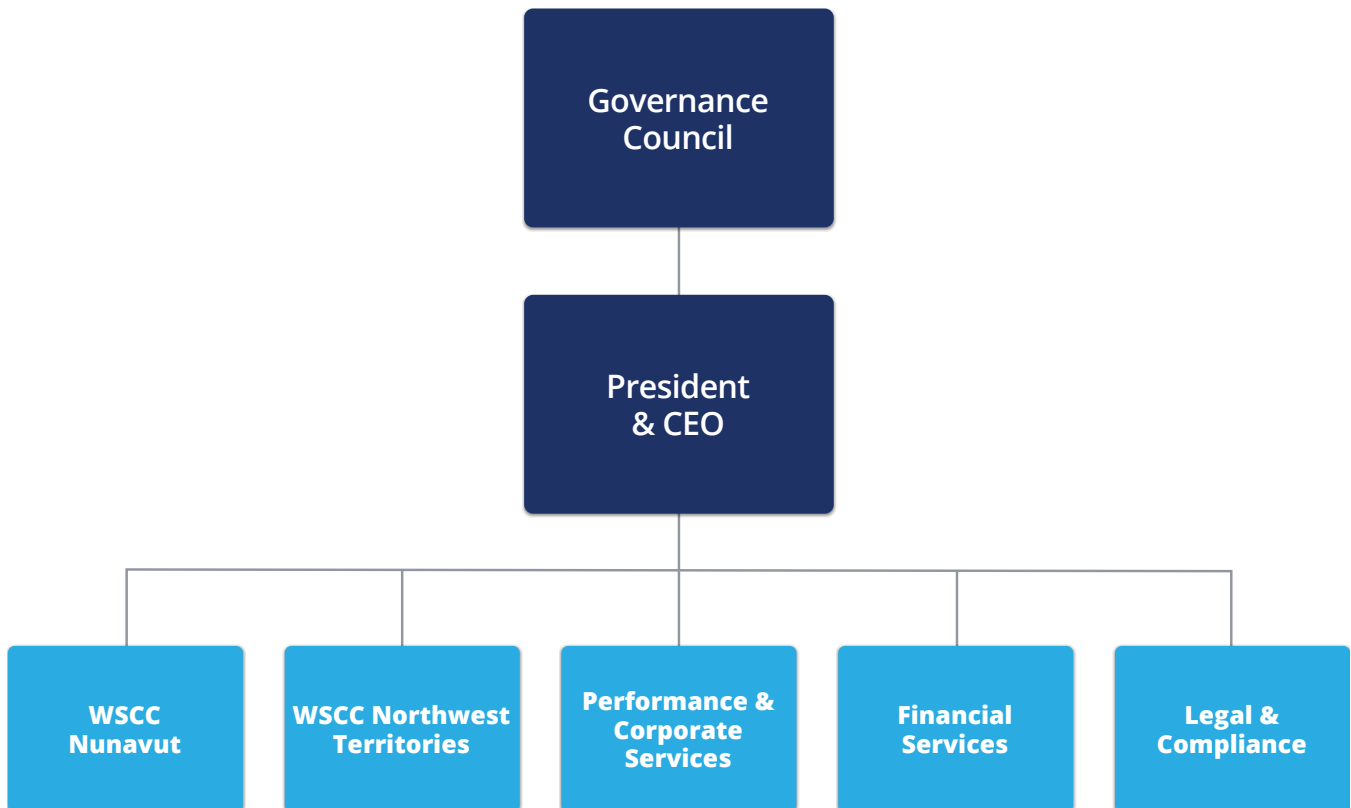 Governance
Council
President
& CEO
WSCC
Nunavut
WSCC Northwest
Territories
Performance &
Corporate
Services
Financial
Services
Legal &
Compliance